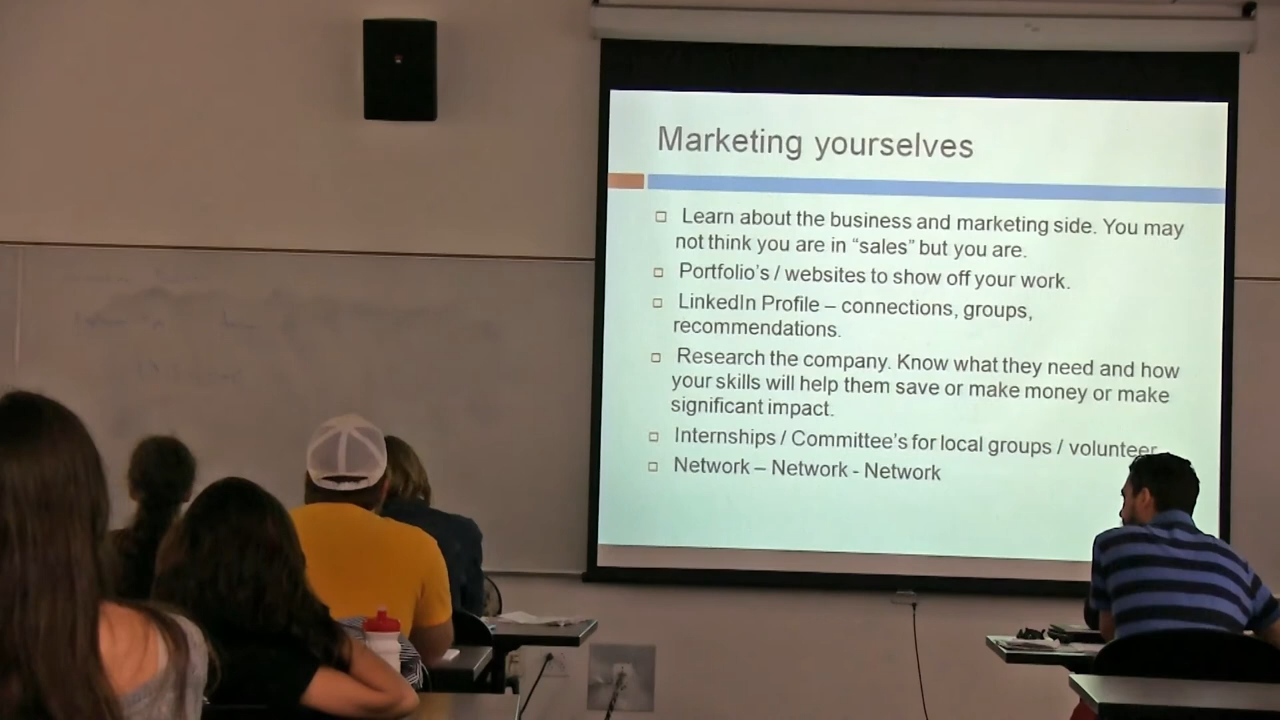 Marketing yourselves
Learn about the business and marketing side. You may
not think you are in “sales” but you are.
Portfolio’s / websites to show off your work.
LinkedIn Profile – connections, groups,
recommendations.
Research the company. Know what they need and how
your skills will help them save or make money or make
significant impact.
Internships / Committee’s for local groups / volunteer
Network – Network - Network